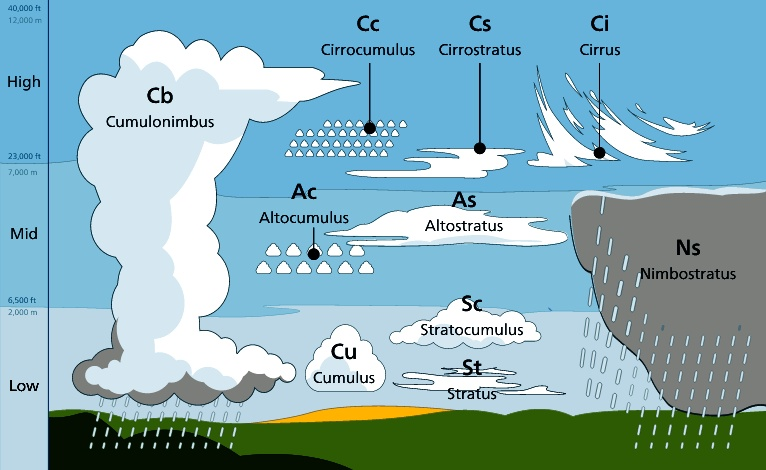 40,000 ft
12,000 m
High
23,000 ft
7,000 m
Mid
6,500 ft
2,000 m
Low
Cb
Cumulonimbus
Cc
Cirrocumulus
Cs
Cirrostratus
Ci
Cirrus
Ac
Altocumulus
As
Altostratus
Ns
Nimbostratus
Sc
Stratocumulus
Cu
Cumulus
St
Stratus